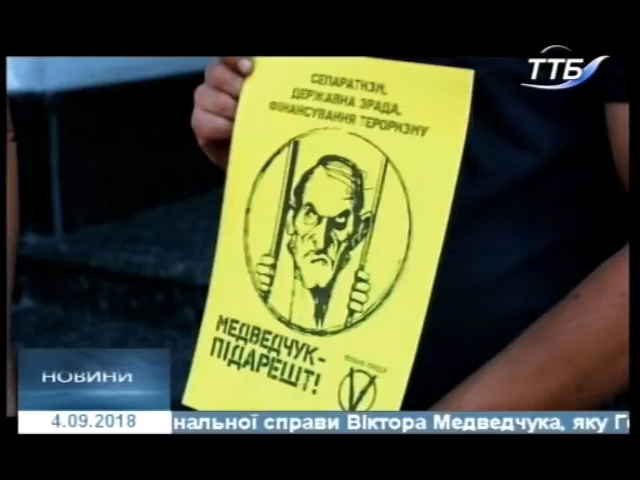 ТТБ
СЕПАРАТИЗМ,
ДЕРЖАВНА ЗРАДА,
ФІНАНСУВАННЯ ТЕРОРИЗМУ
МЕДВЕДЧУК-
ПІДАРЕШТ!
V
НОВИНИ
4.09.2018
нальної справи Віктора Медведчука, яку Г